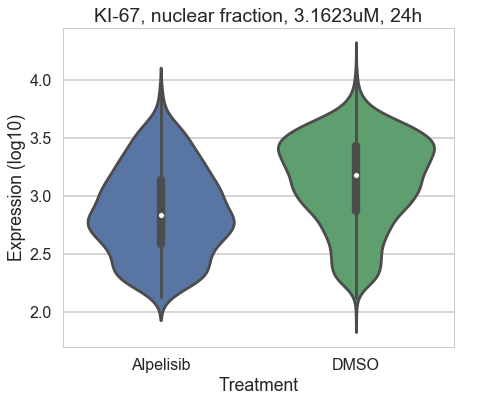 KI-67, nuclear fraction, 3.1623uM, 24h
Expression (log10)
4.0
3.5
3.0
2.5
2.0
Alpelisib
DMSO
Treatment